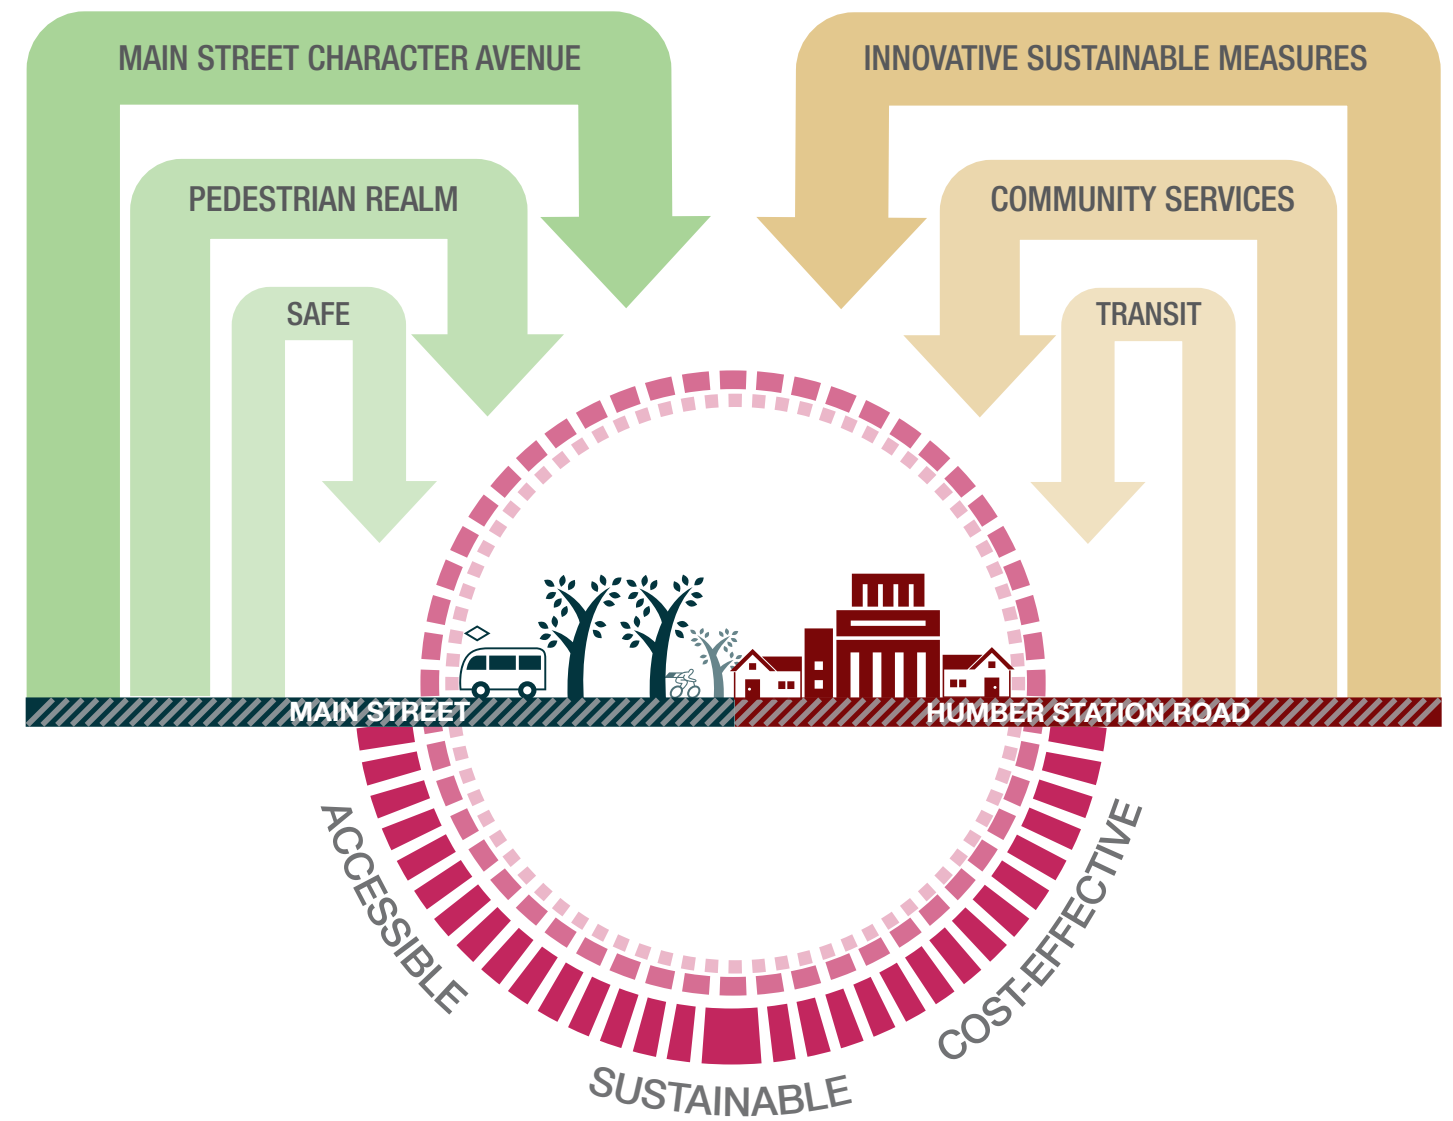 MAIN STREET CHARACTER AVENUE
INNOVATIVE SUSTAINABLE MEASURES
PEDESTRIAN REALM
COMMUNITY SERVICES
SAFE
TRANSIT
MAIN STREET
HUMBER STATION ROAD
ACCESSIBLE
COST-EFFECTIVE
SUSTAINABLE